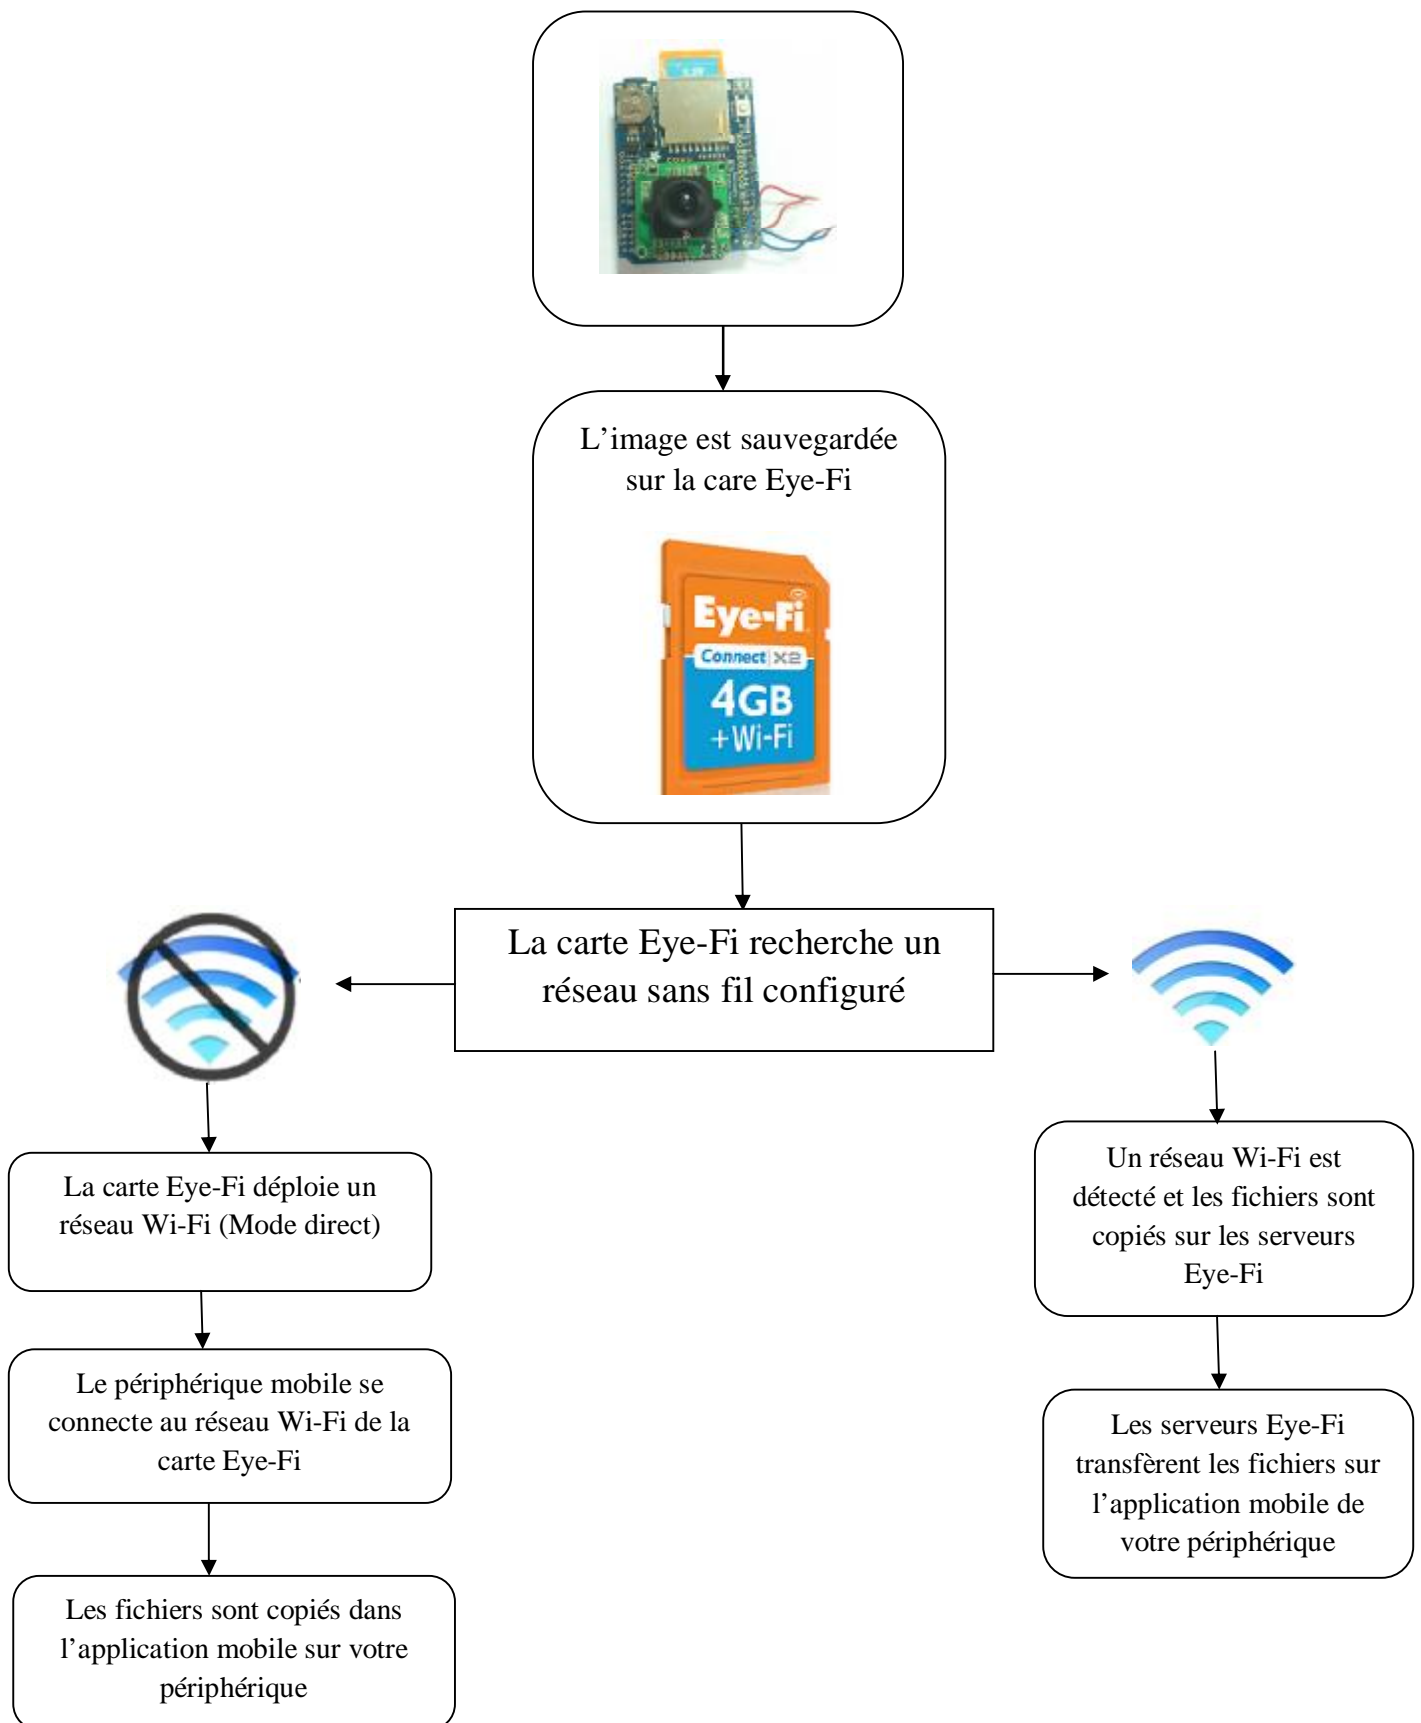 L’image est sauvegardée
sur la care Eye-Fi
Eye-Fi
Connect X2
4GB
+Wi-Fi
La carte Eye-Fi recherche un
réseau sans fil configuré
La carte Eye-Fi déploie un
réseau Wi-Fi (Mode direct)
Le périphérique mobile se
connecte au réseau Wi-Fi de la
carte Eye-Fi
Les fichiers sont copiés dans
l’application mobile sur votre
périphérique
Un réseau Wi-Fi est
détecté et les fichiers sont
copiés sur les serveurs
Eye-Fi
Les serveurs Eye-Fi
transfèrent les fichiers sur
l’application mobile de
votre périphérique